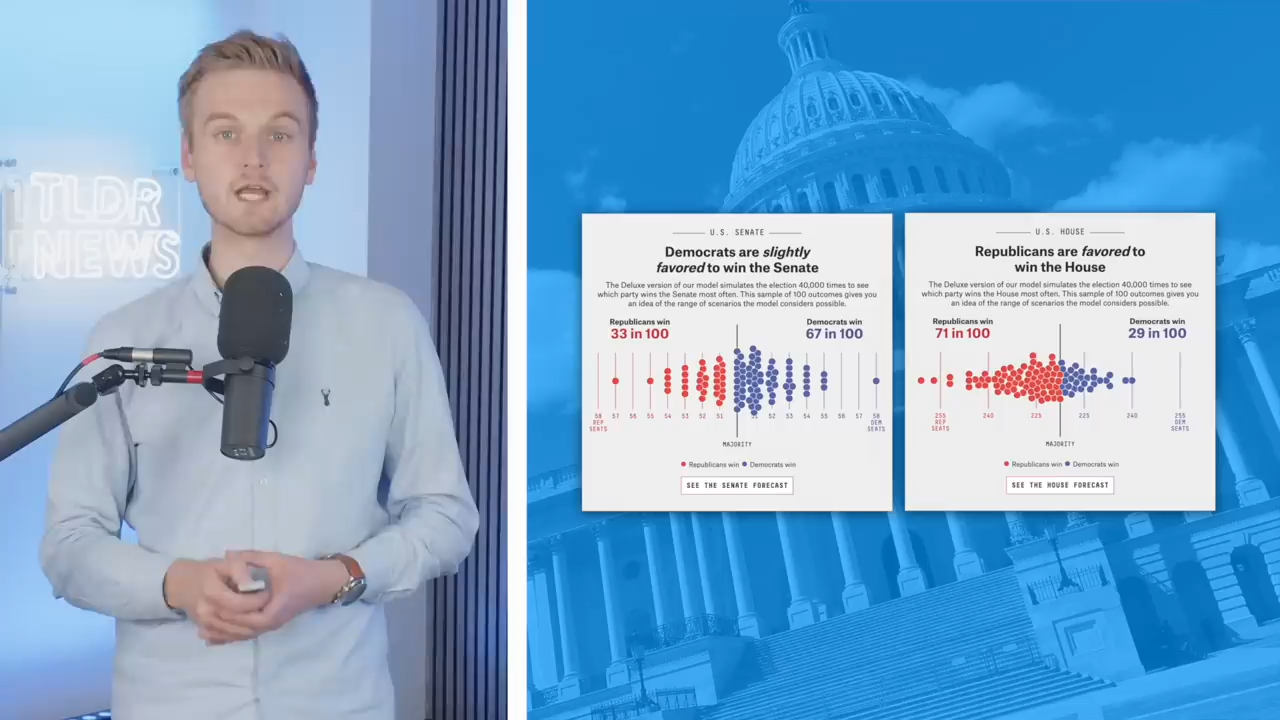 TLDR
NEWS
U.S. SENATE
Democrats are slightly
favored to win the Senate
The Deluxe version of our model simulates the election 40,000 times to see
which party wins the Senate most often. This sample of 100 outcomes gives you
an idea of the range of scenarios the model considers possible.
Republicans win
33 in 100
Democrats win
67 in 100
58 57 56 55 54 53 52 51 51 52 53 54 55 56 57 58
REP
SEATS
DEM
SEATS
MAJORITY
Republicans win Democrats win
SEE THE SENATE FORECAST
U.S. HOUSE
Republicans are favored to
win the House
The Deluxe version of our model simulates the election 40,000 times to see
which party wins the House most often. This sample of 100 outcomes gives you
an idea of the range of scenarios the model considers possible.
Republicans win
71 in 100
Democrats win
29 in 100
255 240 225 225 240 255
REP
SEATS
DEM
SEATS
MAJORITY
Republicans win Democrats win
SEE THE HOUSE FORECAST